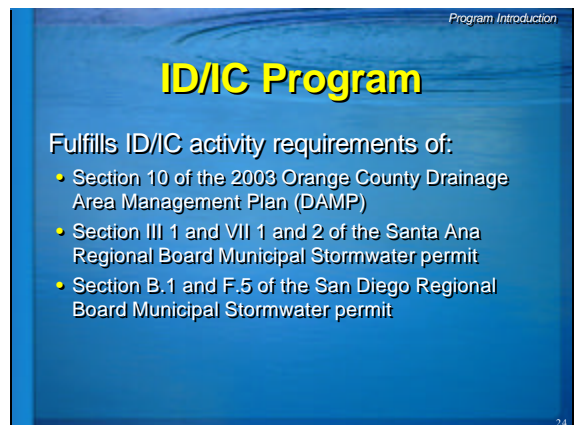 Program Introduction
ID/IC Program
Fulfills ID/IC activity requirements of:
• Section 10 of the 2003 Orange County Drainage
Area Management Plan (DAMP)
• Section III 1 and VII 1 and 2 of the Santa Ana
Regional Board Municipal Stormwater permit
• Section B.1 and F.5 of the San Diego Regional
Board Municipal Stormwater permit
24